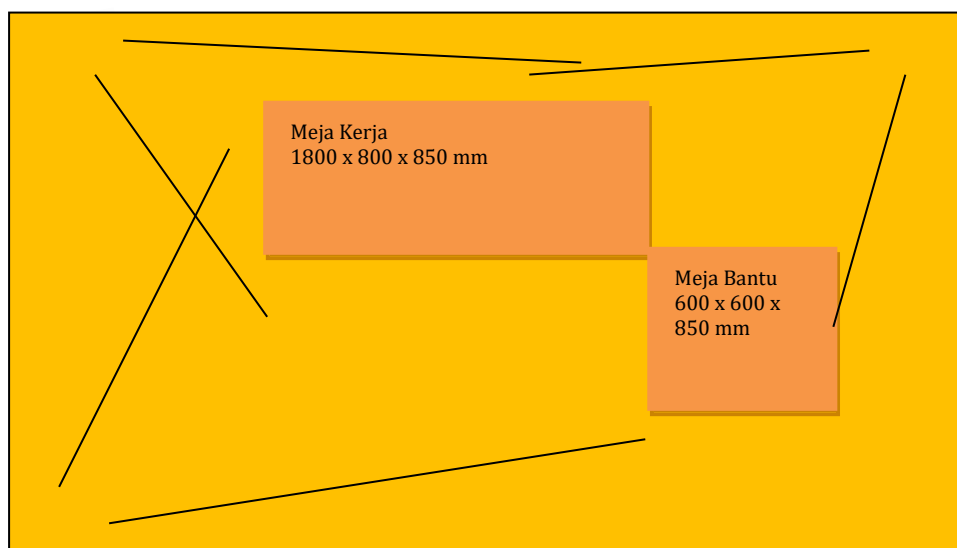 Meja Kerja
1800 x 800 x 850 mm
Meja Bantu
600 x 600 x
850 mm